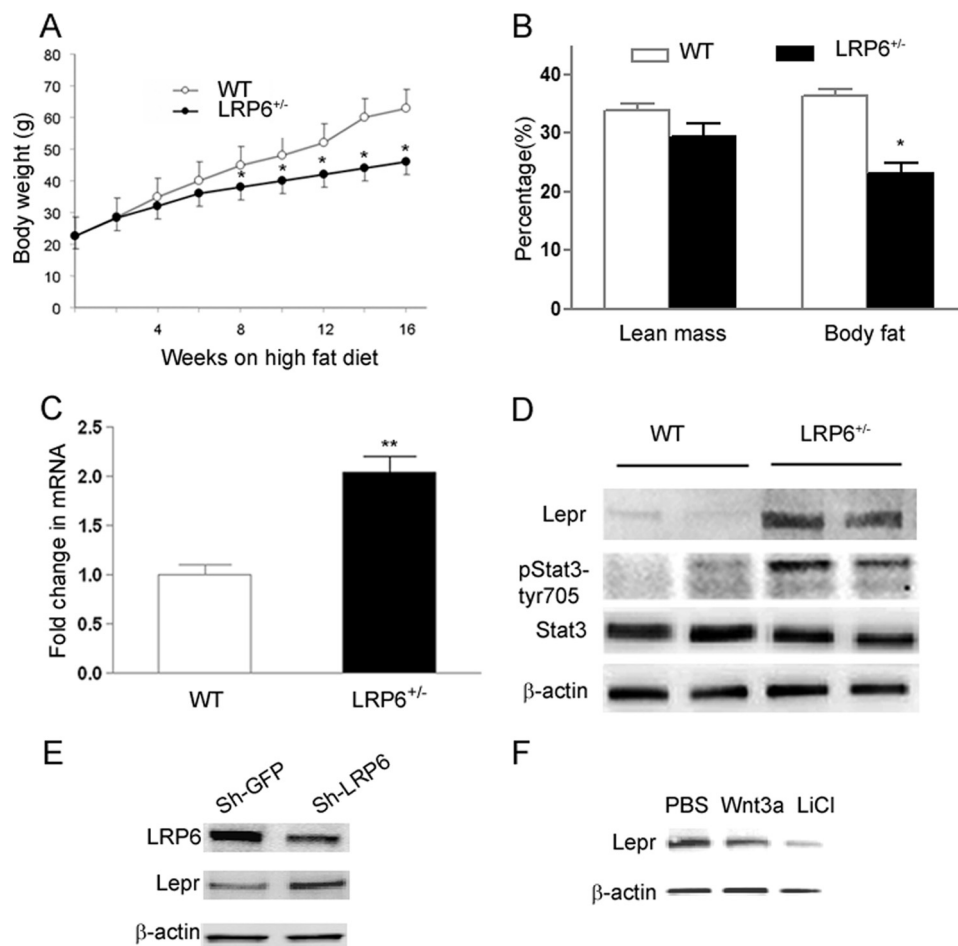 A
Body weight (g)
80
70
60
50
40
30
20
10
0
WT
LRP6+/-
* * * * *
4 8 12 16
Weeks on high fat diet
B
WT LRP6+/-
Percentage(%)
40
30
20
10
0
*
Lean mass Body fat
C
Fold change in mRNA
2.5
2.0
1.5
1.0
0.5
0.0
**
WT LRP6+/-
D
WT LRP6+/-
Lepr
pStat3-
tyr705
Stat3
β-actin
E
Sh-GFP Sh-LRP6
LRP6
Lepr
β-actin
F
PBS Wnt3a LiCl
Lepr
β-actin